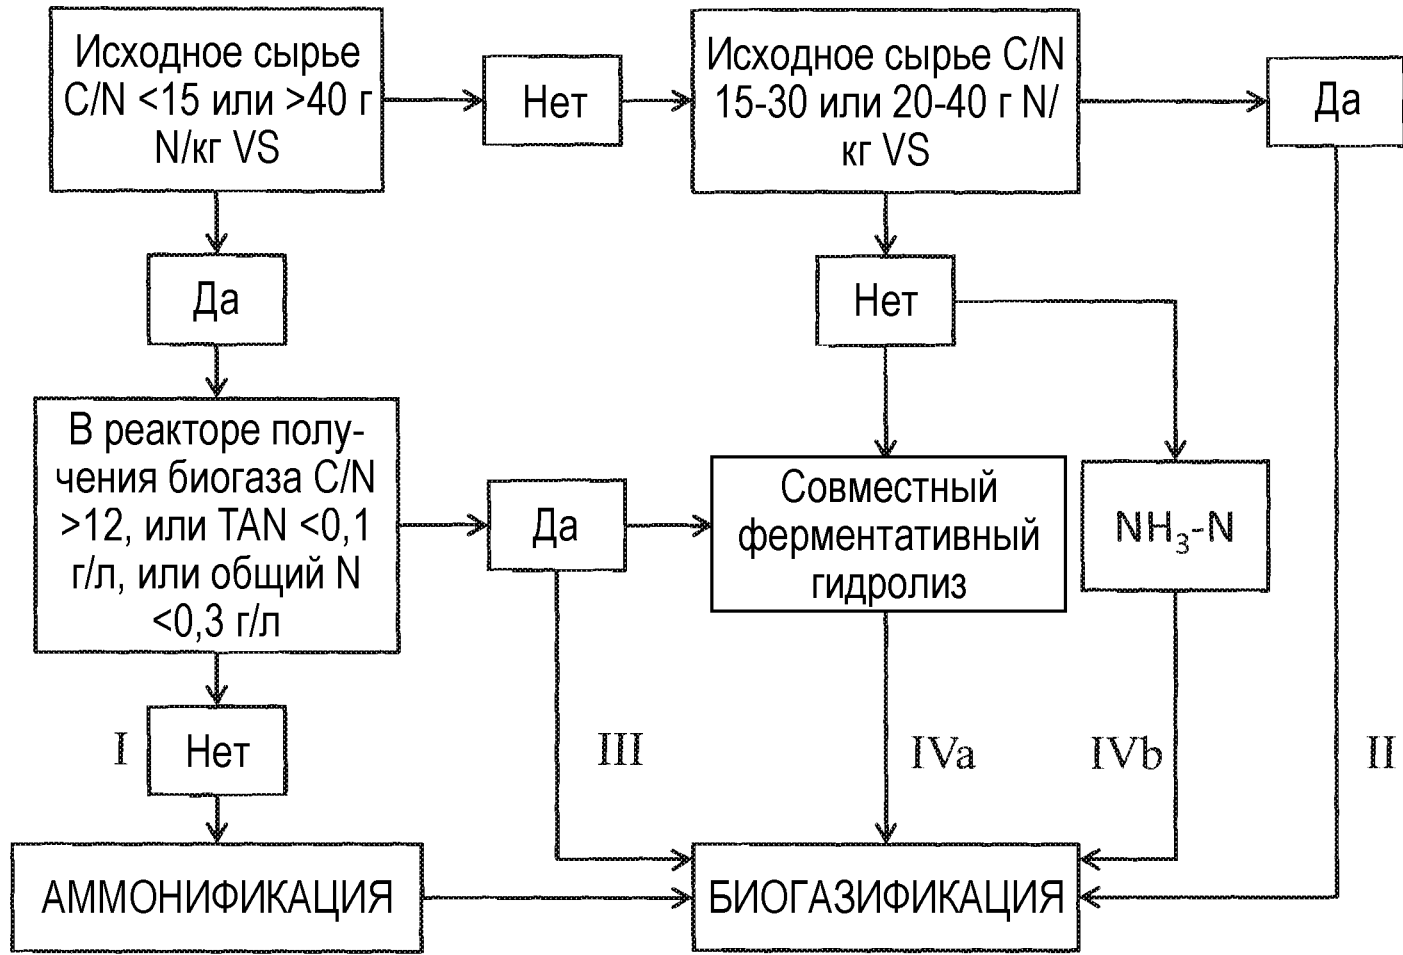 Исходное сырье
C/N <15 или >40 г
N/кг VS
Нет
Исходное сырье C/N
15-30 или 20-40 г N/
кг VS
Да
Да
Нет
В реакторе полу-
чения биогаза C/N
>12, или TAN <0,1
г/л, или общий N
<0,3 г/л
Да
Совместный
ферментативный
гидролиз
NH₃-N
I
Нет
III
IVa
IVb
II
АММОНИФИКАЦИЯ
БИОГАЗИФИКАЦИЯ